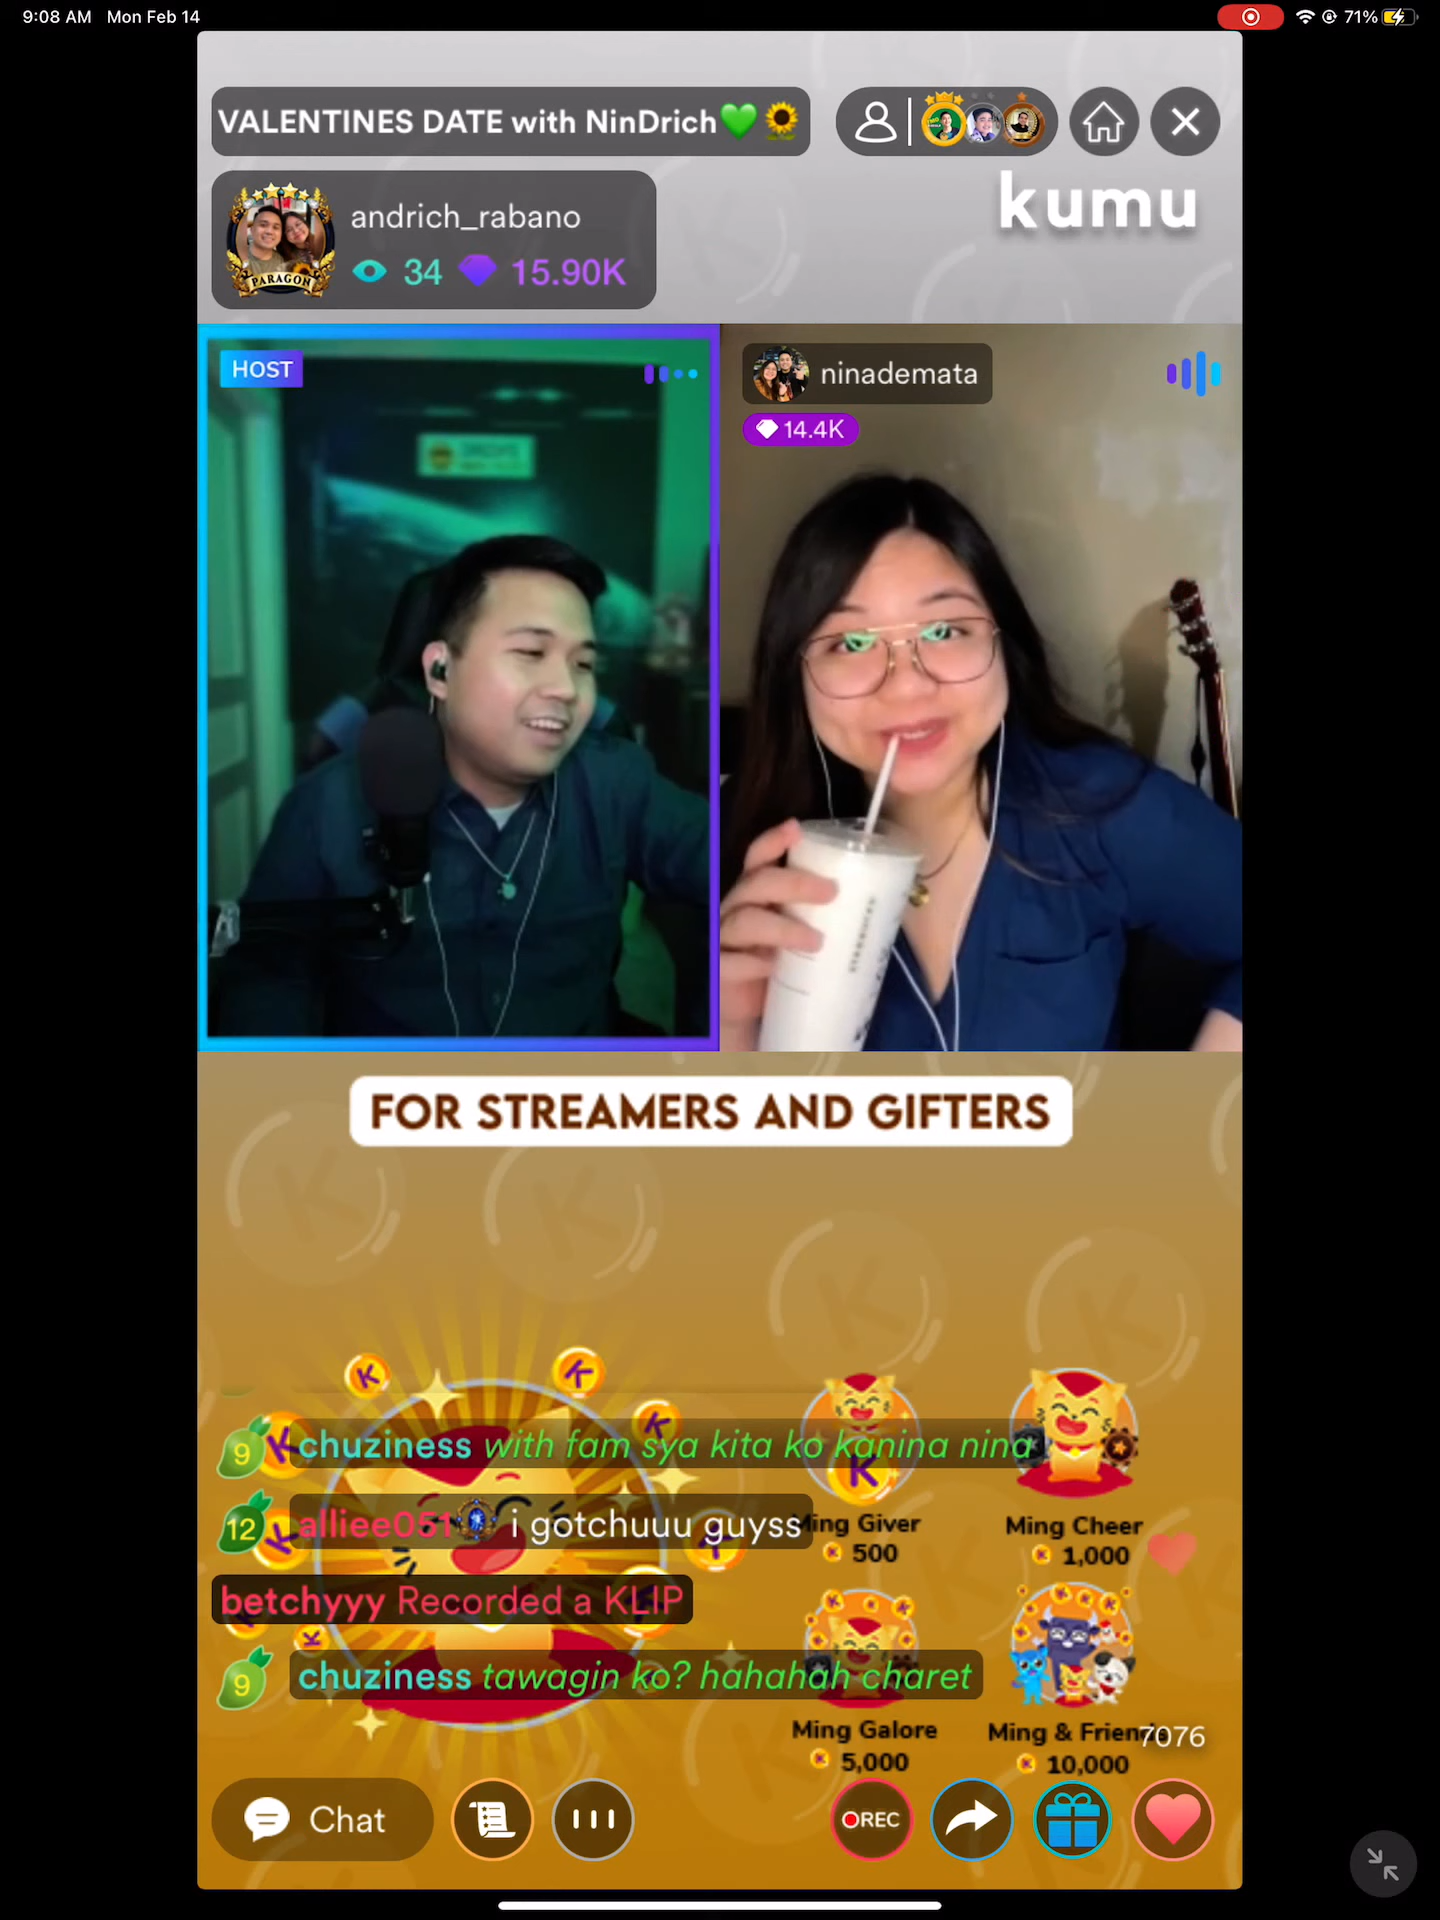 9:08 AM Mon Feb 14
71%
VALENTINES DATE with NinDrich💚🌻
kumu
PARAGON
andrich_rabano
34 15.90K
HOST
ninademata
14.4K
FOR STREAMERS AND GIFTERS
9 chuziness with fam sya kita ko kanina nina
12 alliee051 i gotchuuu guyss
betchyyy Recorded a KLIP
9 chuziness tawagin ko? hahahah charet
Ming Giver
500
Ming Cheer
1,000
Ming Galore
5,000
Ming & Friends
10,000
7076
Chat
REC